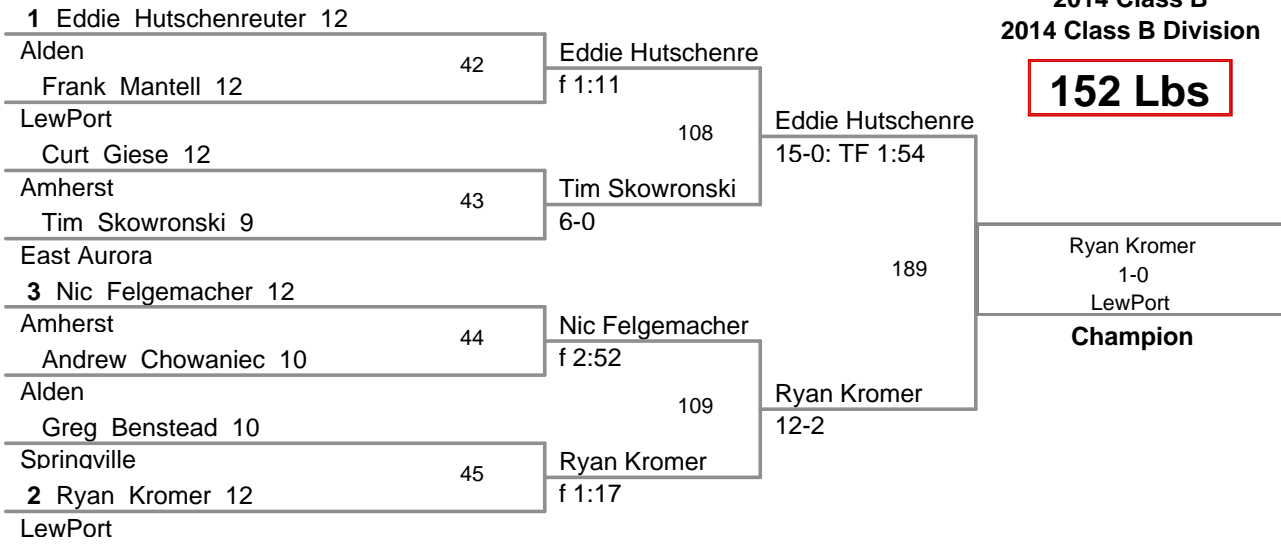 2014 Class B
2014 Class B Division
152 Lbs
1 Eddie Hutschenreuter 12
Alden
42
Frank Mantell 12
LewPort
Curt Giese 12
Amherst
43
Tim Skowronski 9
East Aurora
3 Nic Felgemacher 12
Amherst
44
Andrew Chowaniec 10
Alden
Greg Benstead 10
Springville
45
2 Ryan Kromer 12
LewPort
Eddie Hutschenre
f 1:11
108
Tim Skowronski
6-0
Nic Felgemacher
f 2:52
109
Ryan Kromer
f 1:17
Eddie Hutschenre
15-0: TF 1:54
189
Ryan Kromer
12-2
Ryan Kromer
1-0
LewPort
Champion